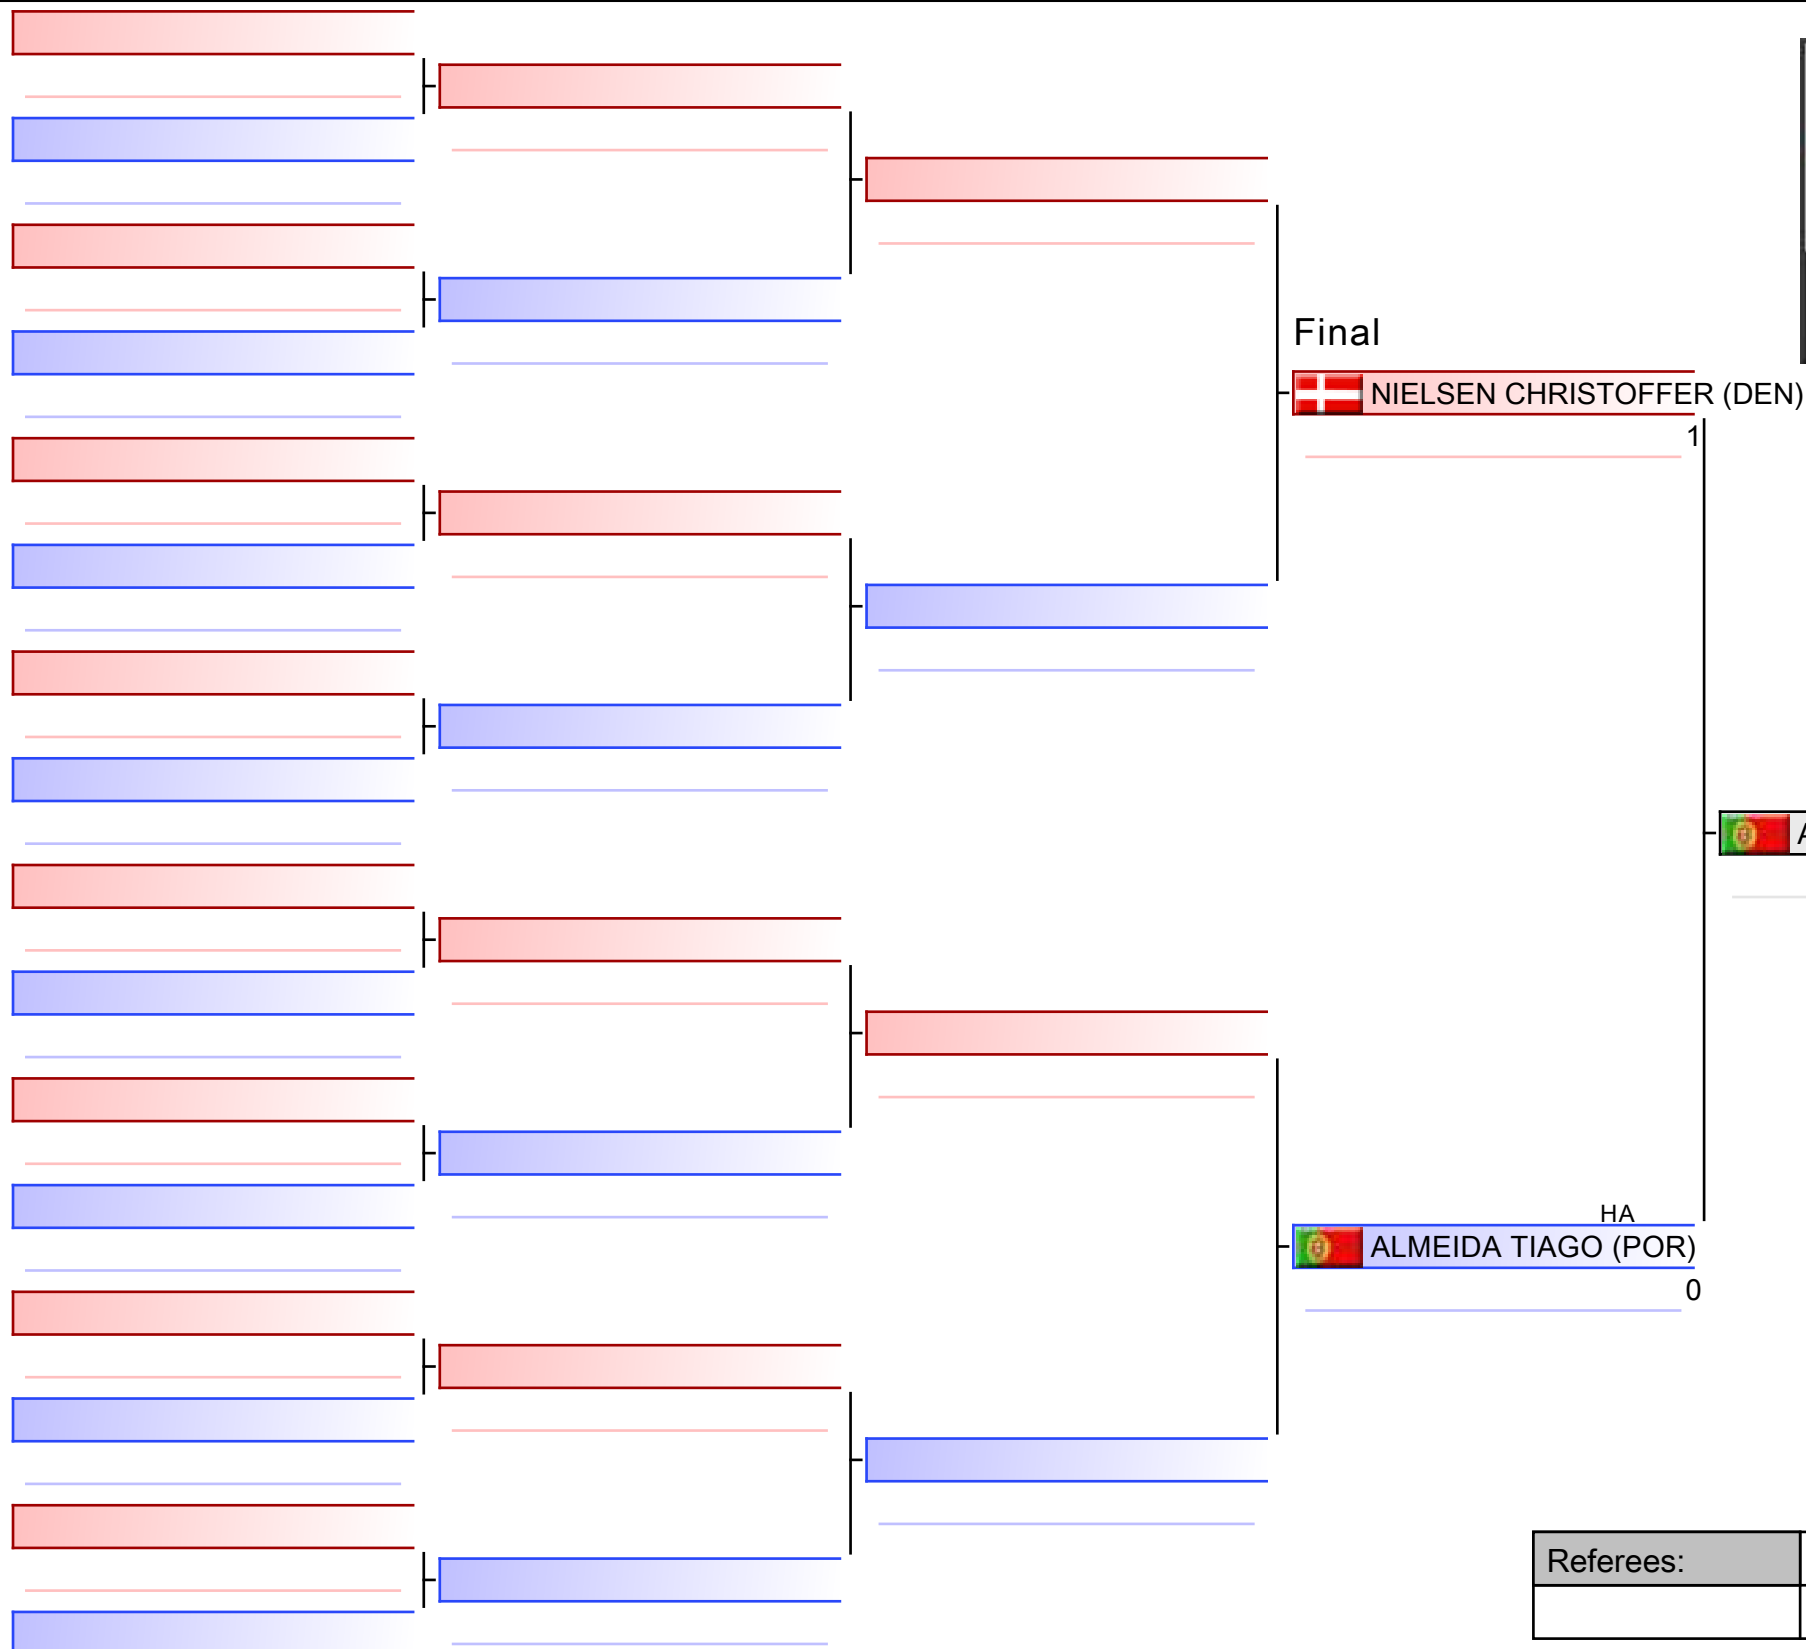 Final
NIELSEN CHRISTOFFER (DEN)
1
HA
ALMEIDA TIAGO (POR)
0
Referees: